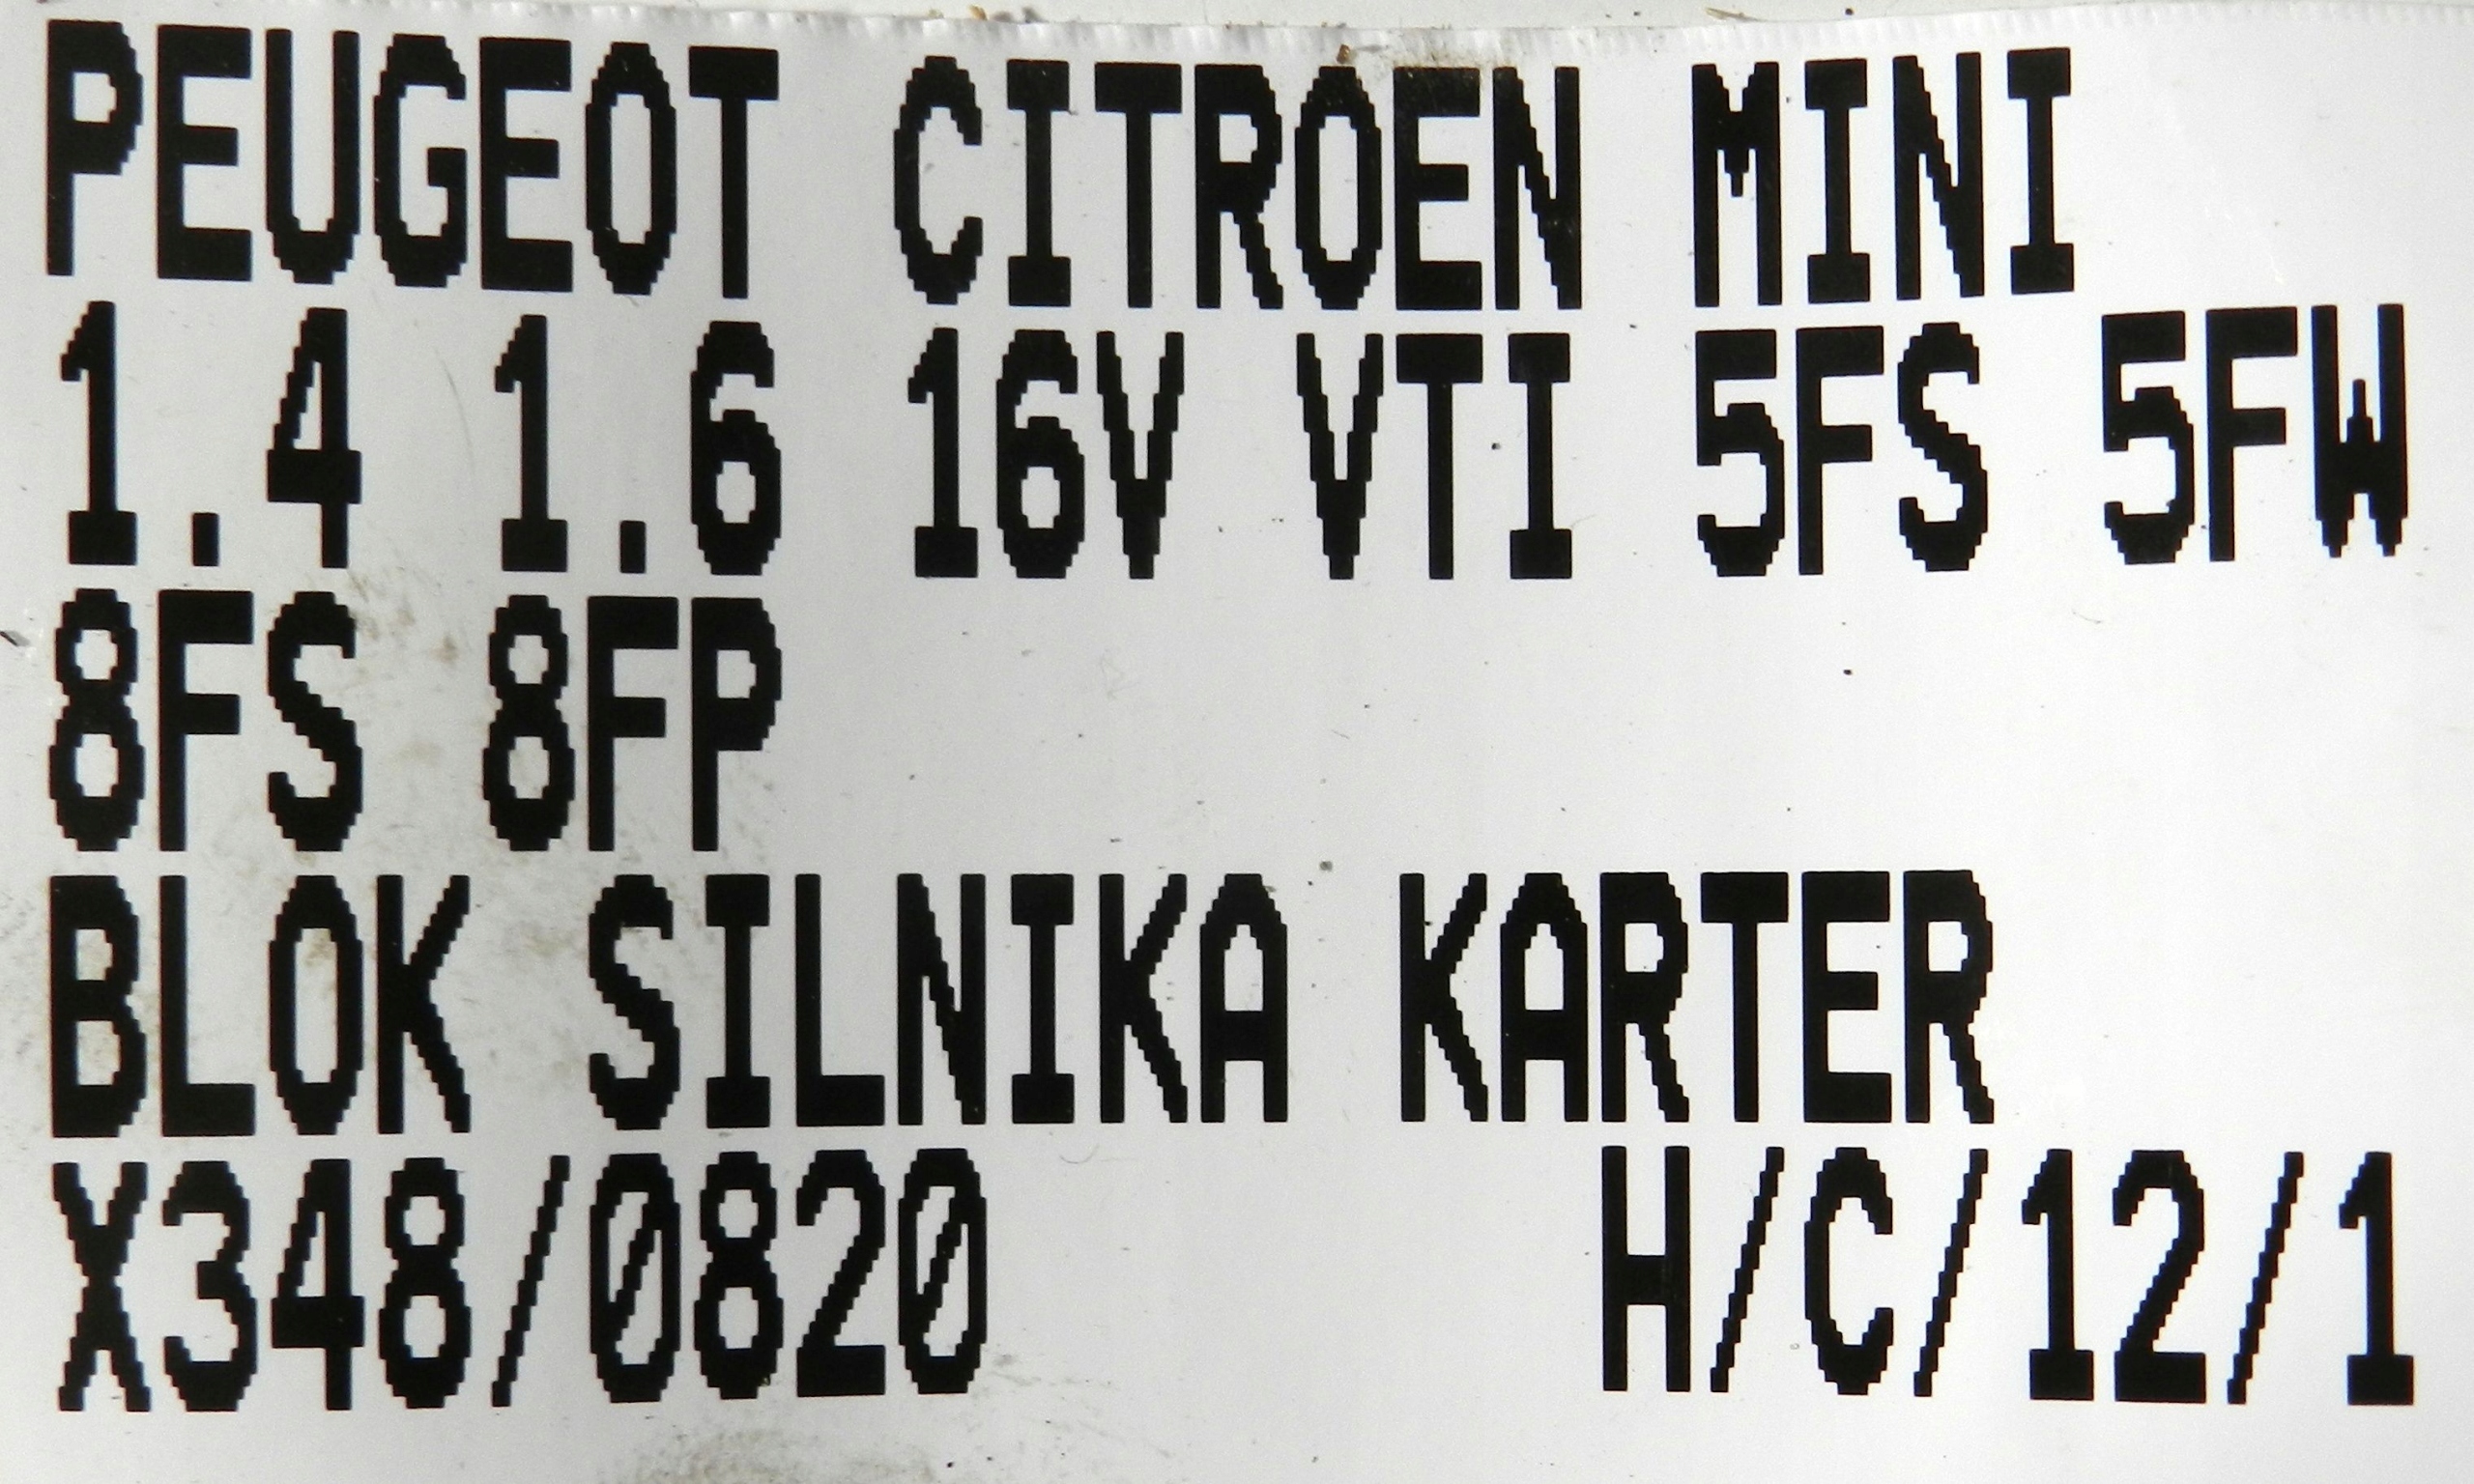 PEUGEOT CITROEN MINI
1.4 1.6 16V VTI 5FS 5FW
8FS 8FP
BLOK SILNIKA KARTER
X348/0820 H/C/12/1